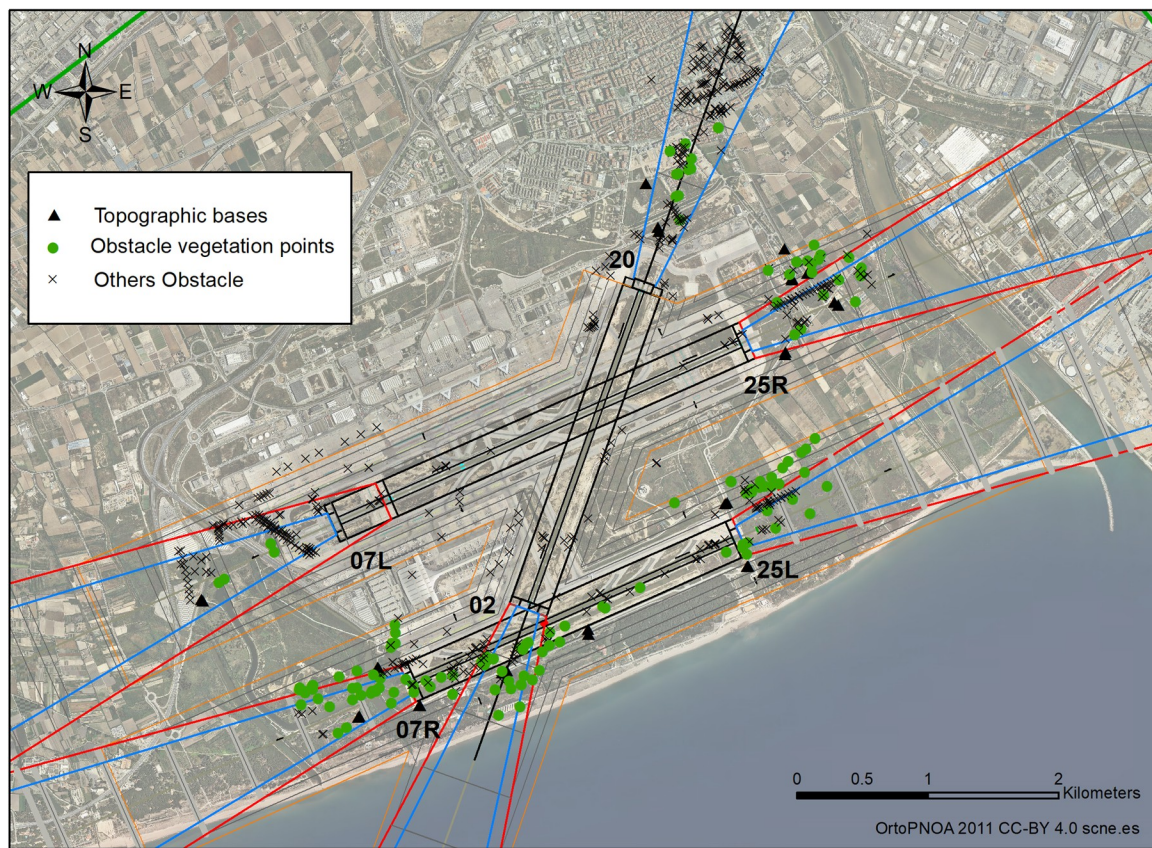 N
W E
S
Topographic bases
Obstacle vegetation points
Others Obstacle
20
25R
07L
02
25L
07R
0 0.5 1 2
Kilometers
OrtoPNOA 2011 CC-BY 4.0 scne.es